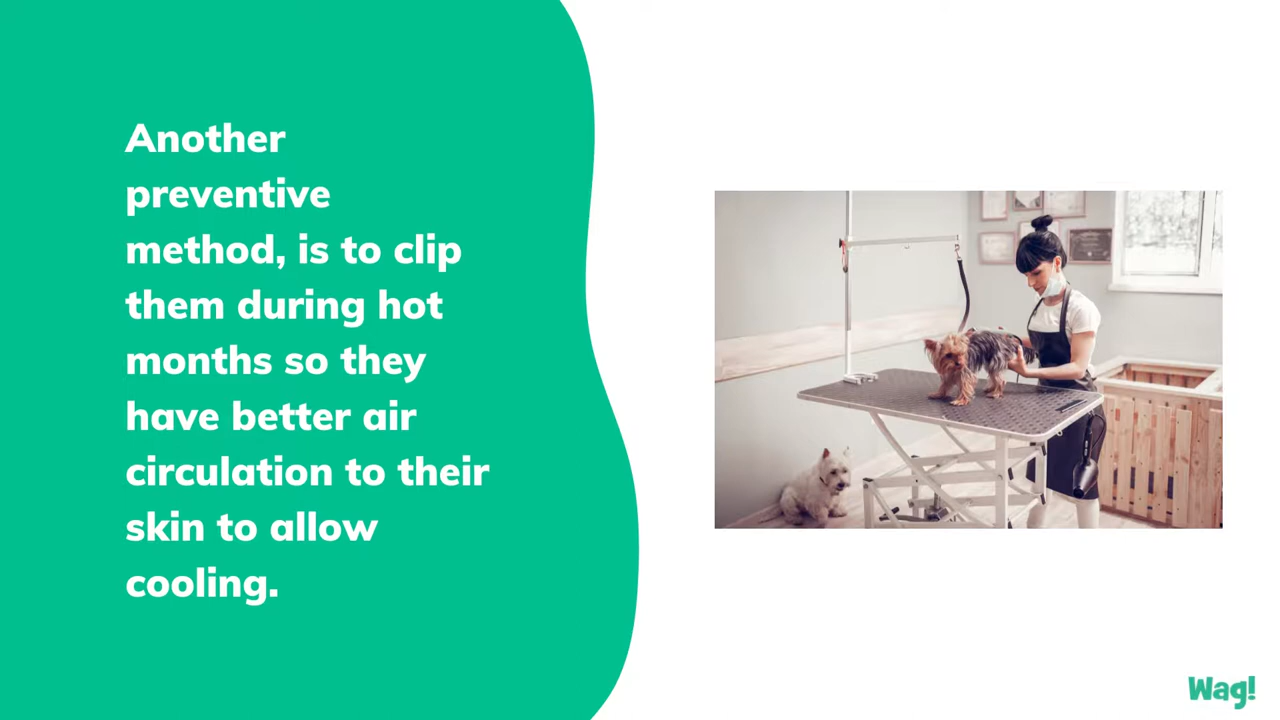 Another
preventive
method, is to clip
them during hot
months so they
have better air
circulation to their
skin to allow
cooling.
Wag!